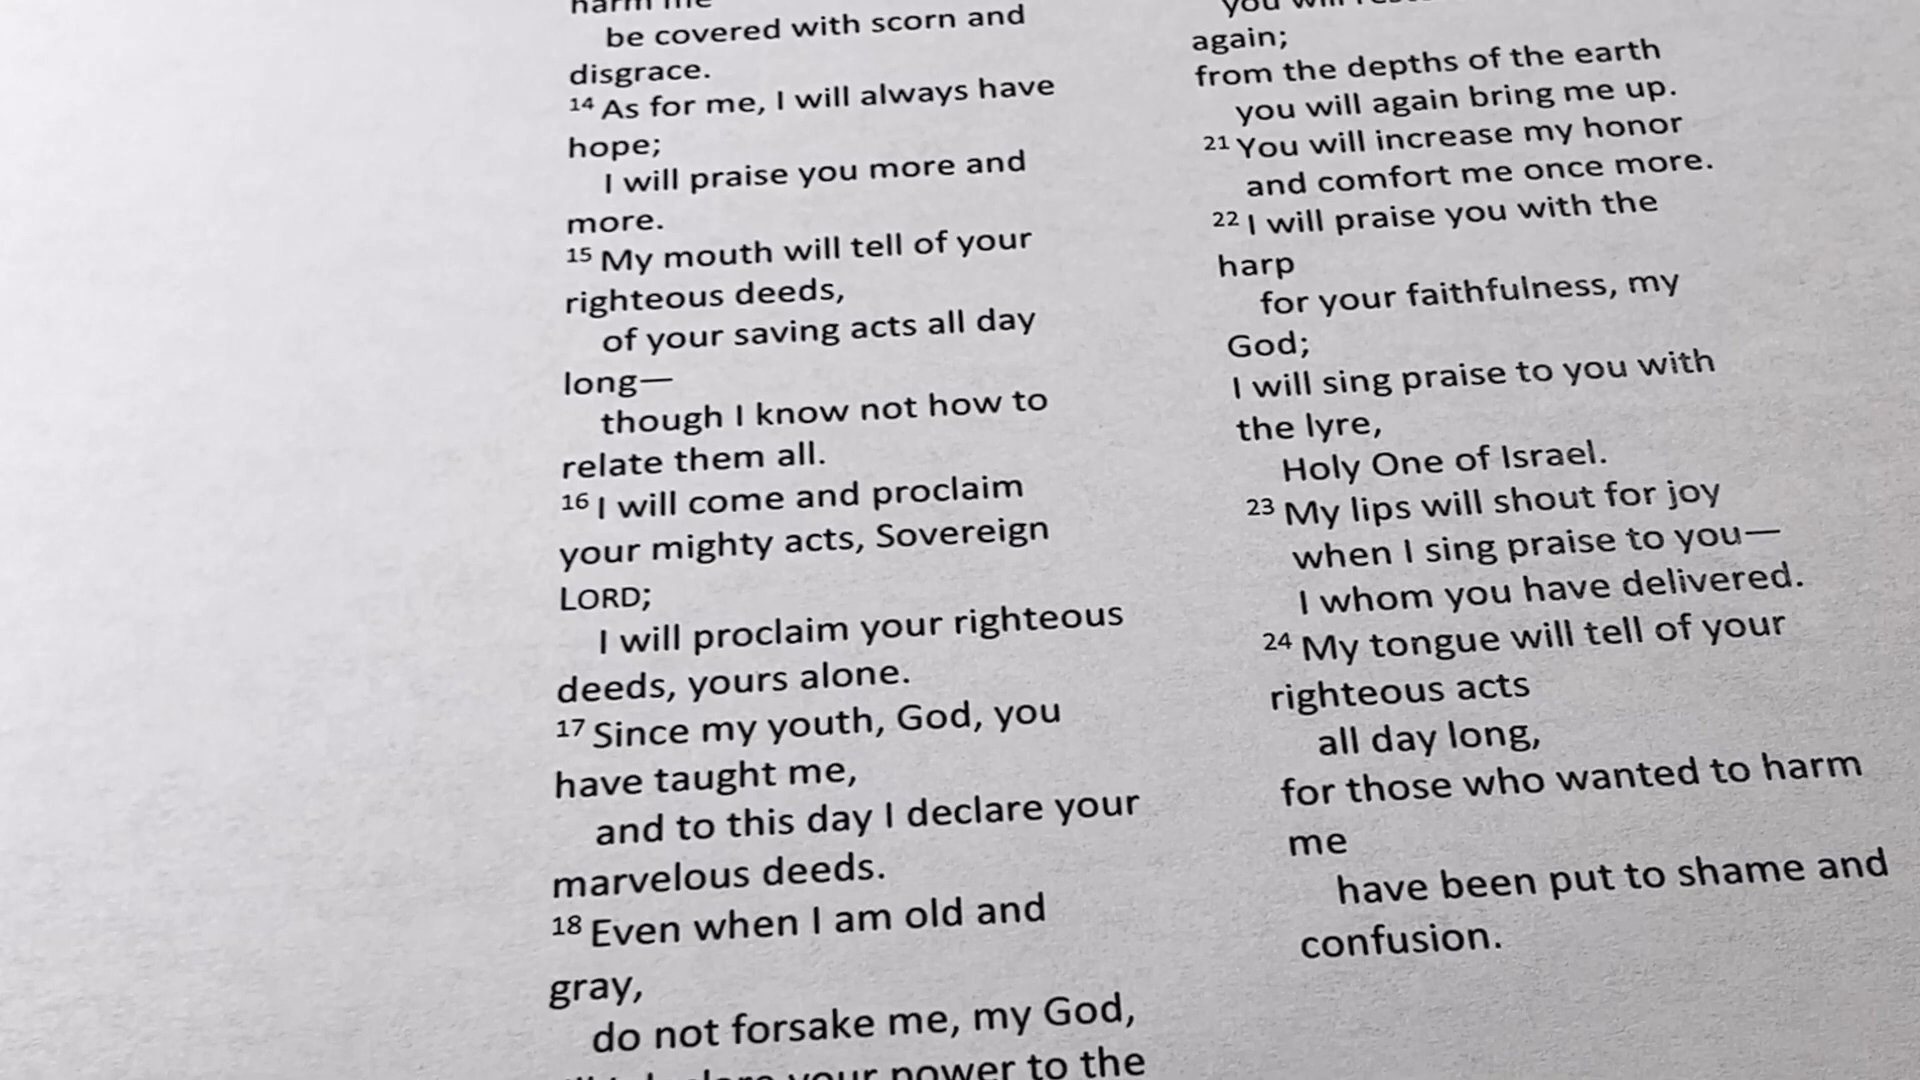 harm me
be covered with scorn and
disgrace.
14 As for me, I will always have
hope;
I will praise you more and
more.
15 My mouth will tell of your
righteous deeds,
of your saving acts all day
long—
though I know not how to
relate them all.
16 I will come and proclaim
your mighty acts, Sovereign
LORD;
I will proclaim your righteous
deeds, yours alone.
17 Since my youth, God, you
have taught me,
and to this day I declare your
marvelous deeds.
18 Even when I am old and
gray,
do not forsake me, my God,
your power to the
you will
again;
from the depths of the earth
you will again bring me up.
21 You will increase my honor
and comfort me once more.
22 I will praise you with the
harp
for your faithfulness, my
God;
I will sing praise to you with
the lyre,
Holy One of Israel.
23 My lips will shout for joy
when I sing praise to you—
I whom you have delivered.
24 My tongue will tell of your
righteous acts
all day long,
for those who wanted to harm
me
have been put to shame and
confusion.